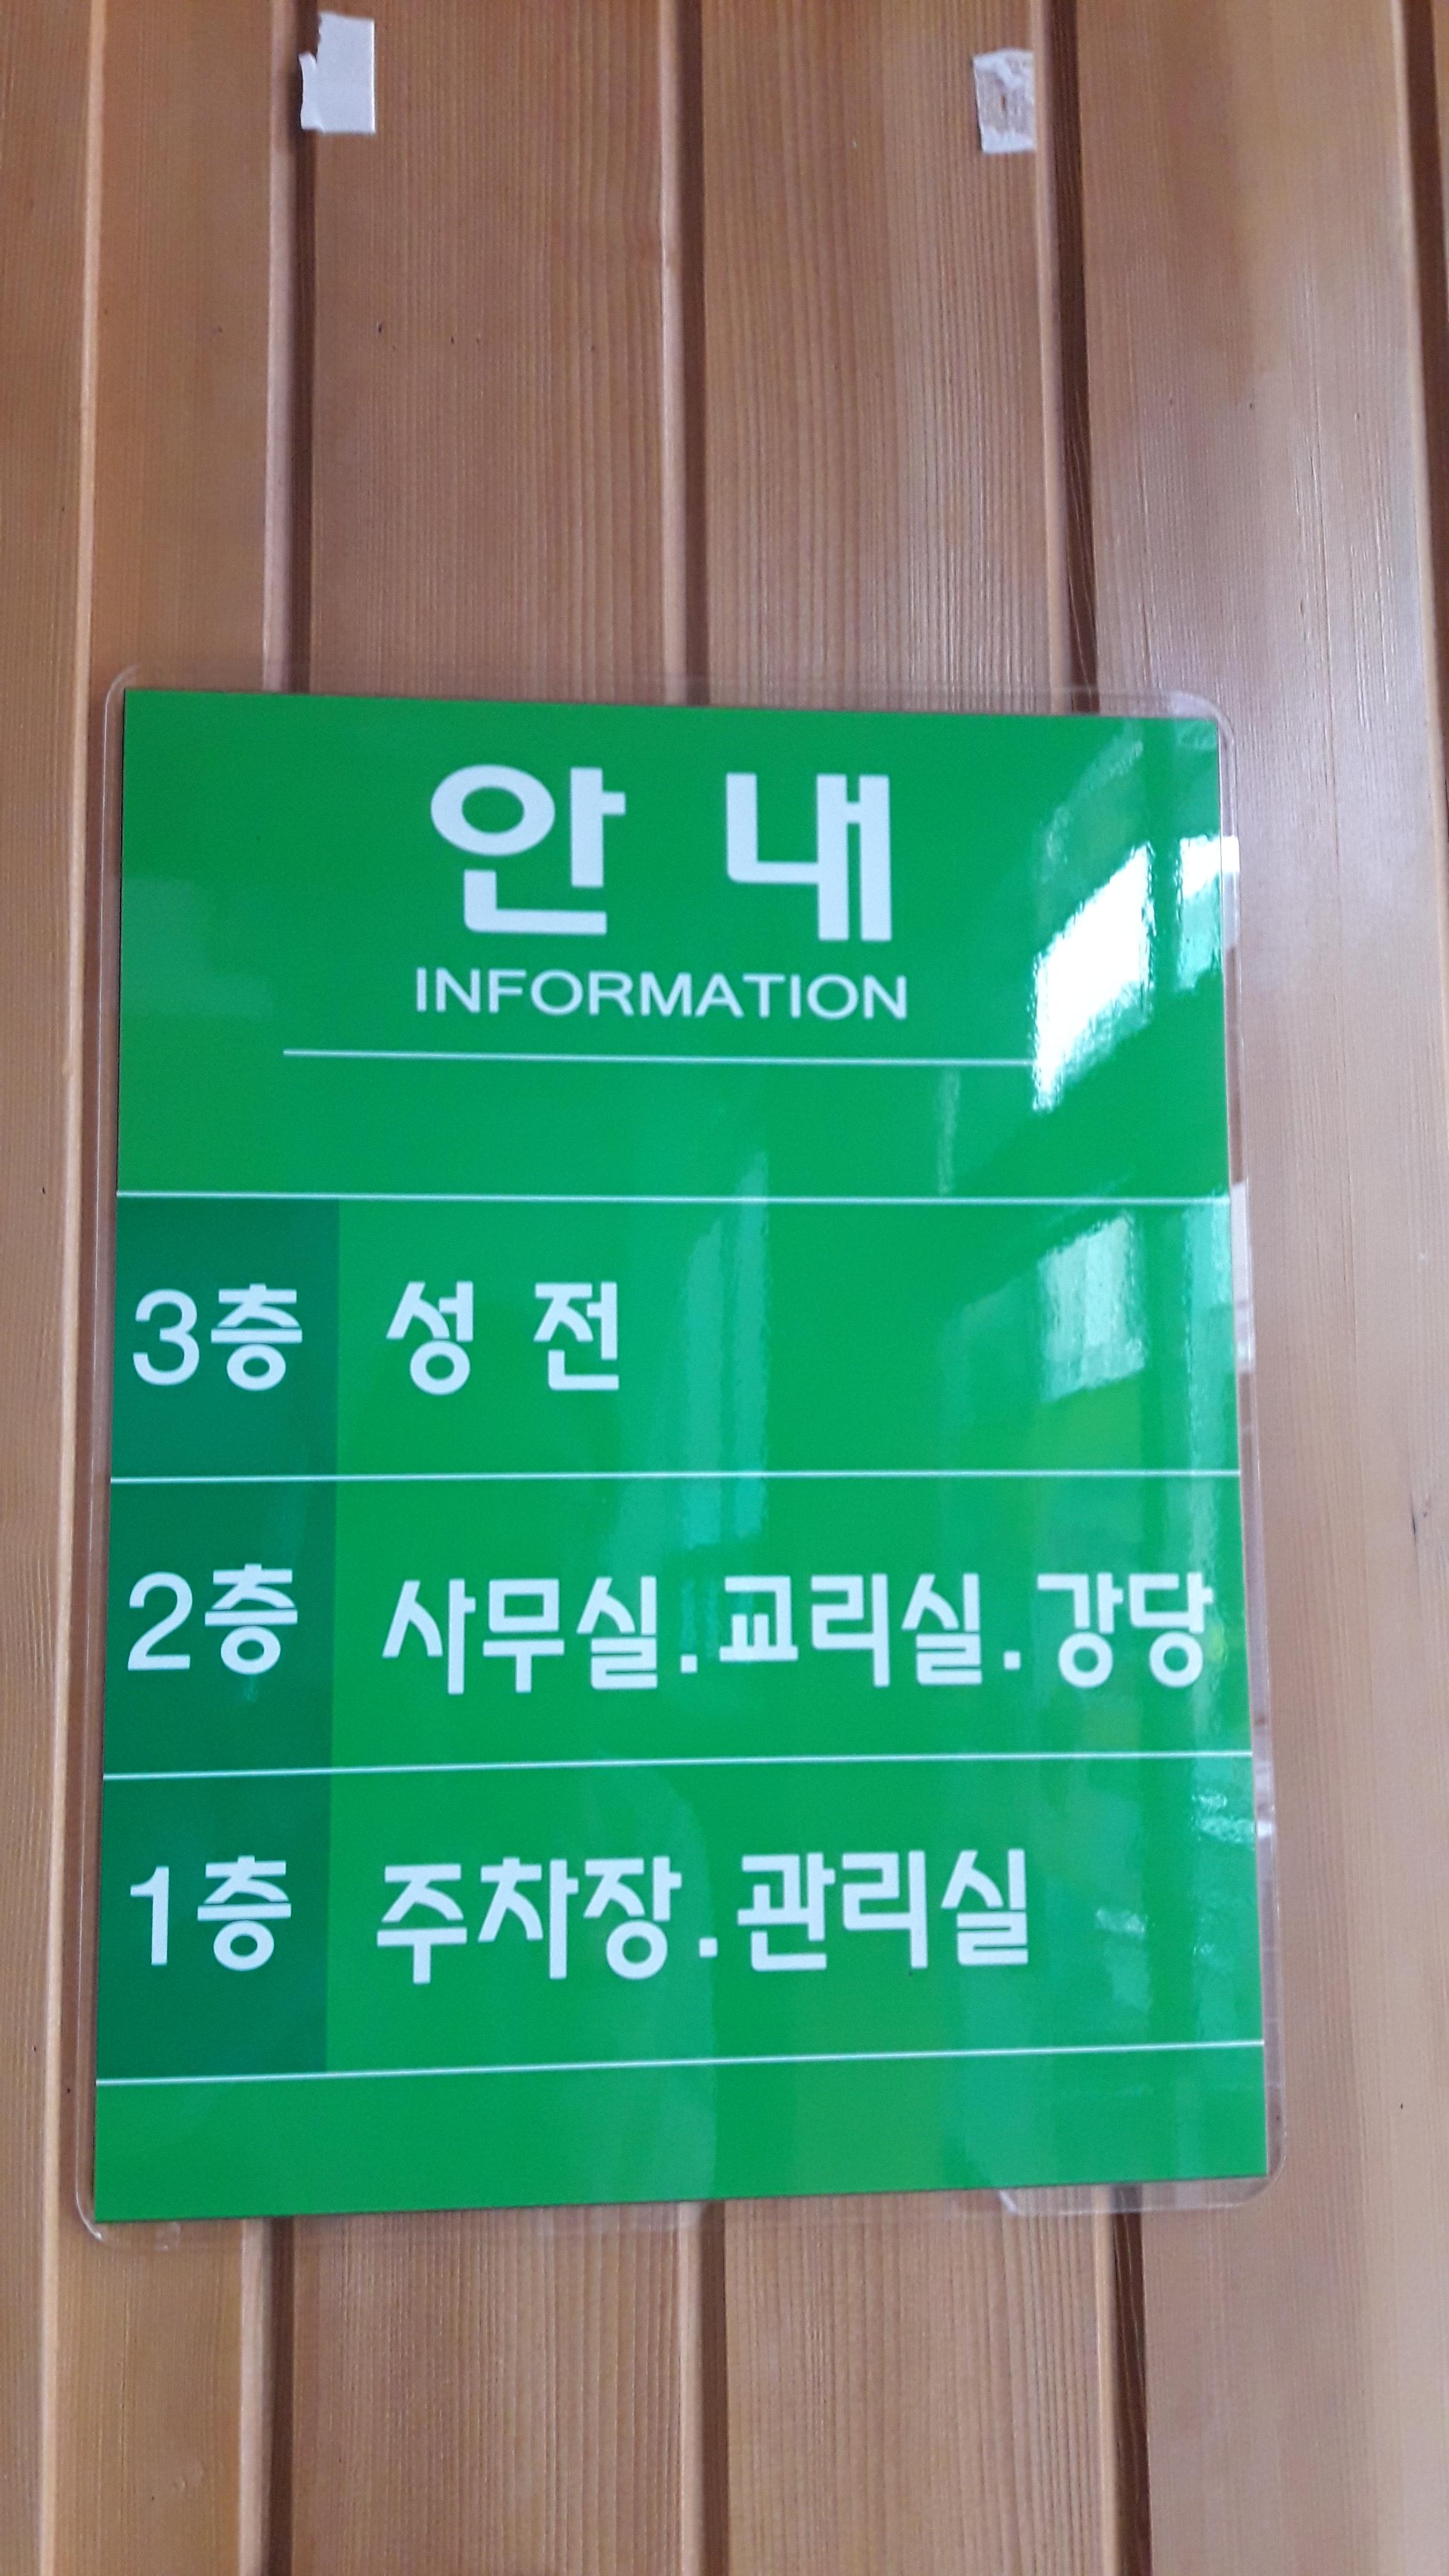 안 내
INFORMATION
3층 성 전
2층 사무실.교리실.강당
1층 주차장.관리실